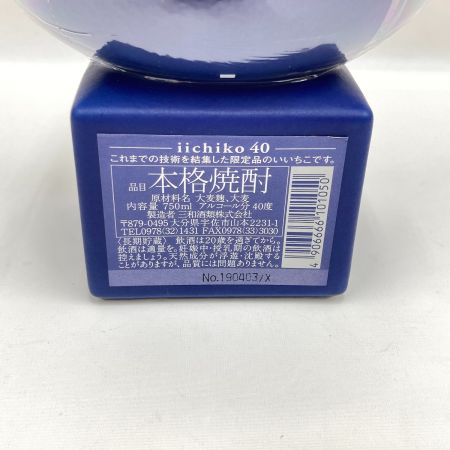 iichiko 40
これまでの技術を結集した限定品のいいちこです。
品目 本格焼酎
原材料名 大麦麹、大麦
内容量 750ml アルコール分 40度
製造者 三和酒類株式会社
〒879-0495 大分県宇佐市山本2231-1
TEL0978(32)1431 FAX0978(33)3030
〈長期貯蔵〉 飲酒は20歳を過ぎてから。
飲酒は適量を。妊娠中・授乳期の飲酒は
控えましょう。天然成分が浮遊・沈殿する
ことがありますが、品質には問題ありません。
4 906666 101050
No.190403/X